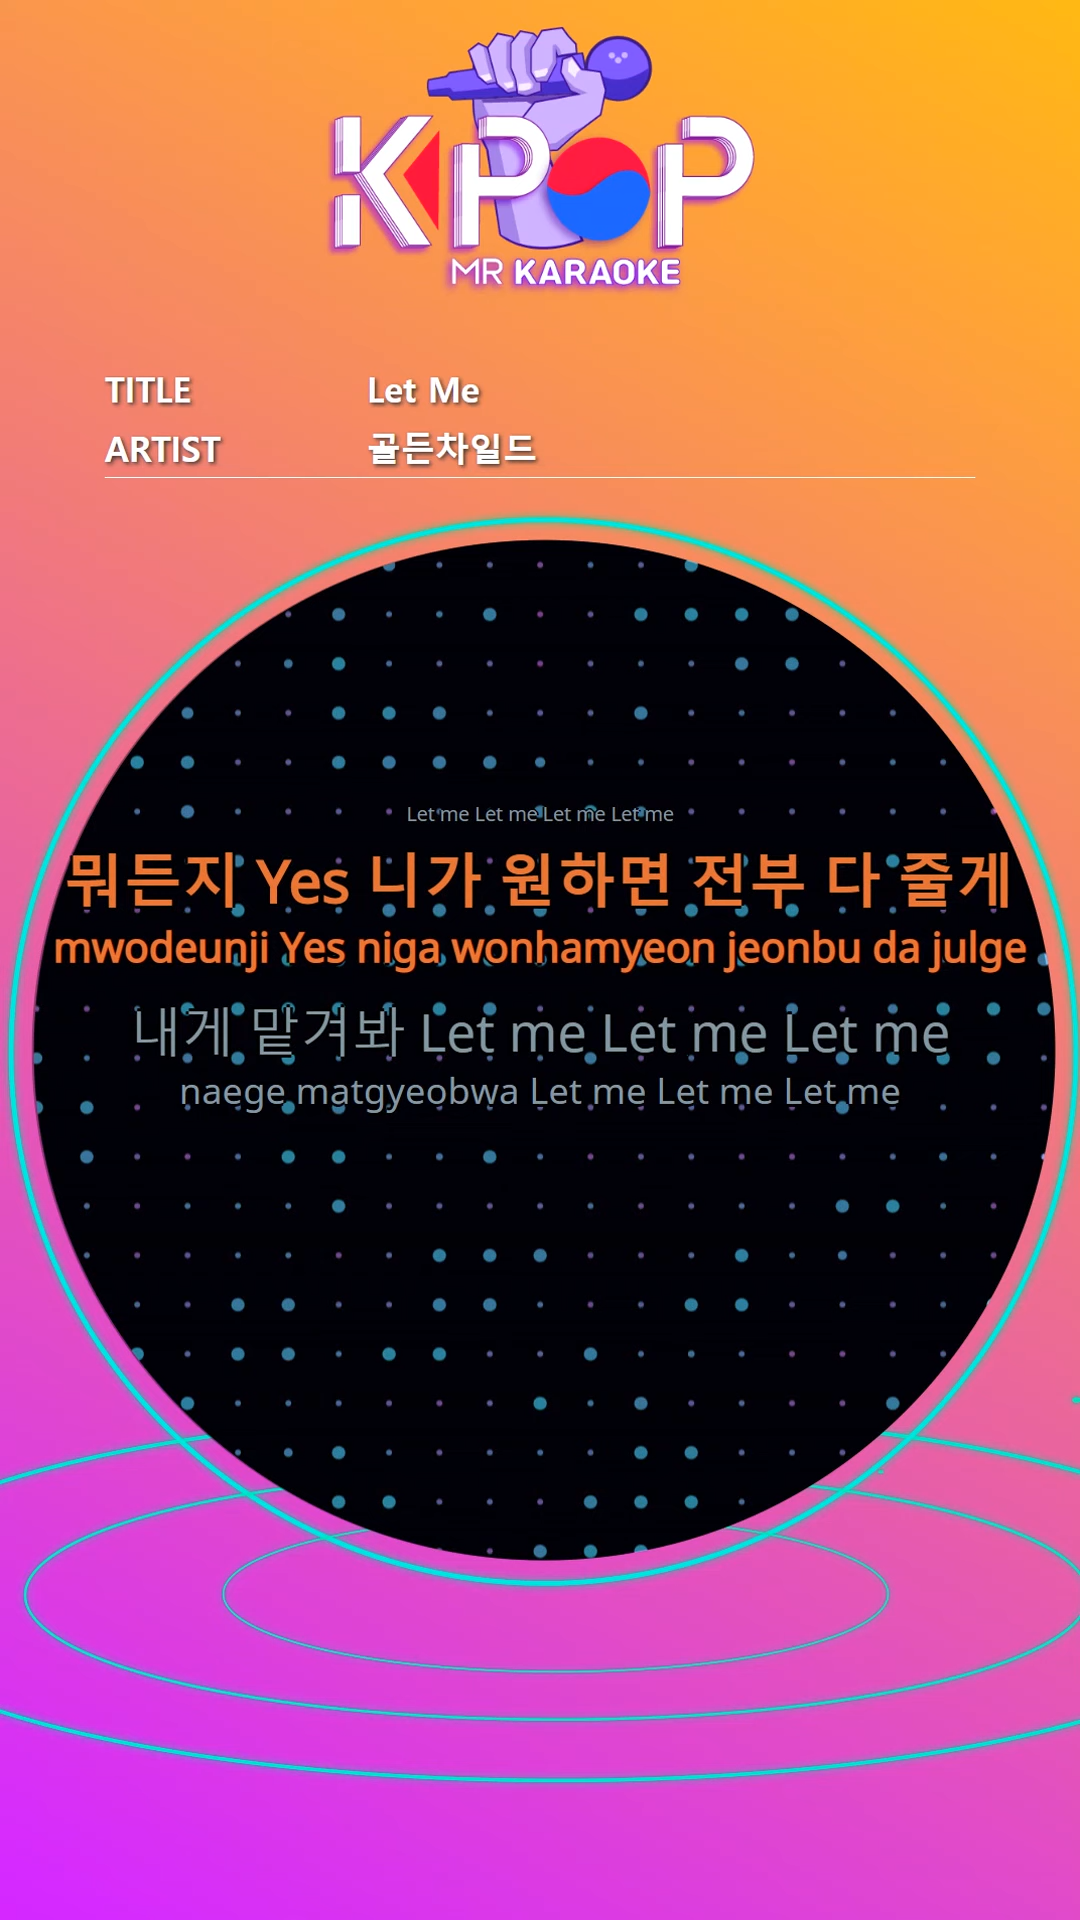 KPOP
MR KARAOKE
TITLE Let Me
ARTIST 골든차일드
Let me Let me Let me Let me
뭐든지 Yes 니가 원하면 전부 다 줄게
mwodeunji Yes niga wonhamyeon jeonbu da julge
내게 맡겨봐 Let me Let me Let me
naege matgyeobwa Let me Let me Let me